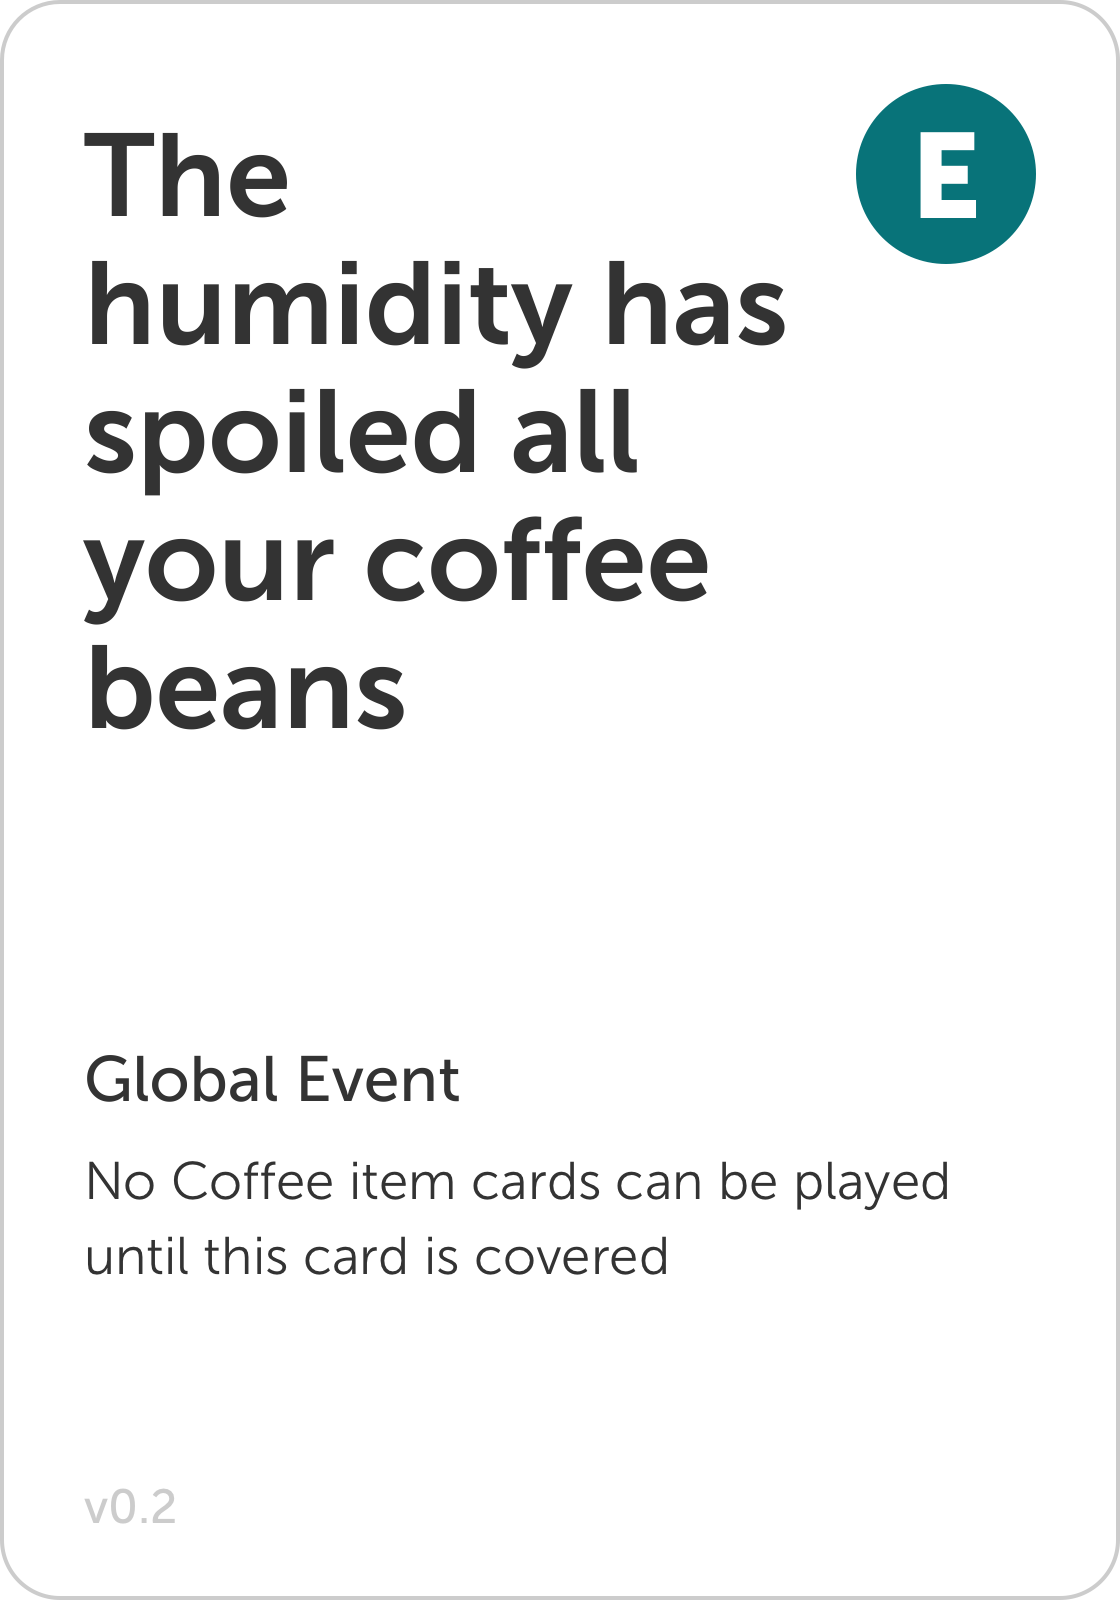 The
humidity has
spoiled all
your coffee
beans
E
Global Event
No Coffee item cards can be played
until this card is covered
v0.2